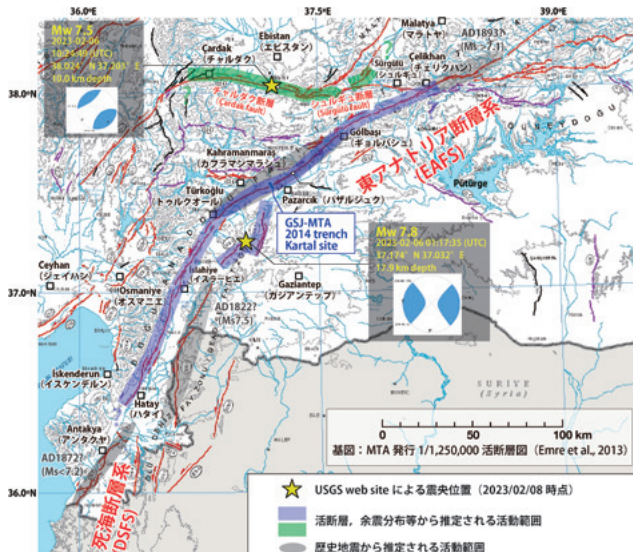 36.0°E
37.5°E
39.0°E
Mw 7.5
2023-02-06
10:24:49 (UTC)
38.024° N 37.203° E
10.0 km depth
Ebistan
(エビスタン)
Malatya
(マラトヤ)
AD1893?
(Ms~7.1)
Çardak
(チャルダク)
Sürgülü
(シュルギュ)
Çelikhan
(チェリクハン)
38.0°N
チャルダク断層
(Çardak fault)
シュルギュ断層
(Sürgülü fault)
Gölbaşı
(ギョルバシュ)
東アナトリア断層系
(EAFS)
GÜNEYDOĞU
Kahramanmaraş
(カフラマンマラシュ)
Pütürge
Türkoğlu
(トゥルクオール)
Pazarcık (パザルジュク)
GSJ-MTA
2014 trench
Kartal site
Mw 7.8
2023-02-06 01:17:35 (UTC)
37.174° N 37.032° E
17.9 km depth
Ceyhan
(ジェイハン)
37.0°N
Osmaniye
(オスマニエ)
Islahiye
(イスラーヒエ)
Gaziantep
(ガジアンテップ)
AD1822?
(Ms7.5)
İskenderun
(イスケンデルン)
Hatay
(ハタイ)
SURİYE
(Syria)
Antakya
(アンタクヤ)
AD1872?
(Ms<7.2)
0
50
100 km
基図：MTA 発行 1/1,250,000 活断層図（Emre et al., 2013）
36.0°N
死海断層系
(DSFS)
USGS web site による震央位置（2023/02/08 時点）
活断層，余震分布等から推定される活動範囲
歴史地震から推定される活動範囲